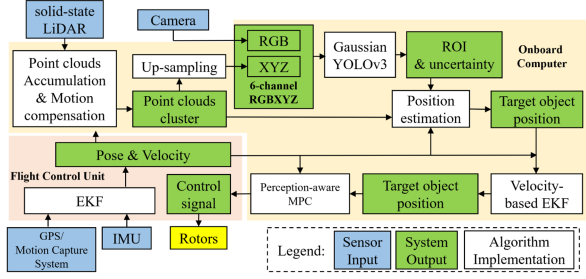 solid-state
LiDAR
Camera
RGB
XYZ
6-channel
RGBXYZ
Gaussian
YOLOv3
ROI
& uncertainty
Onboard
Computer
Point clouds
Accumulation
& Motion
compensation
Up-sampling
Point clouds
cluster
Position
estimation
Target object
position
Pose & Velocity
Flight Control Unit
EKF
Control
signal
Perception-aware
MPC
Target object
position
Velocity-
based EKF
GPS/
Motion Capture
System
IMU
Rotors
Legend:
Sensor
Input
System
Output
Algorithm
Implementation